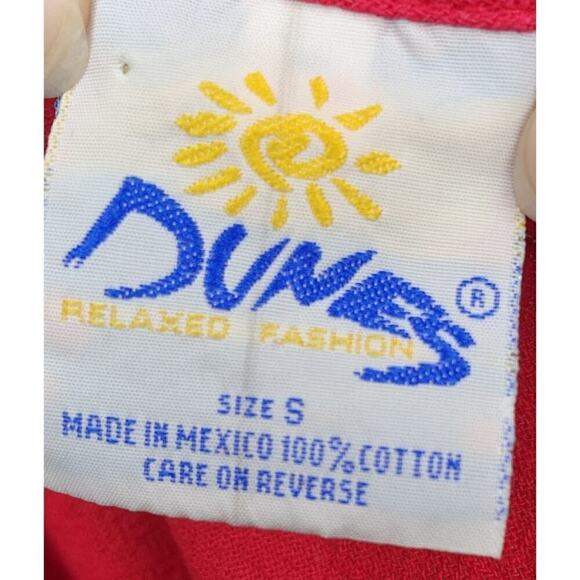 DUNES ®
RELAXED FASHION
SIZE S
MADE IN MEXICO 100% COTTON
CARE ON REVERSE